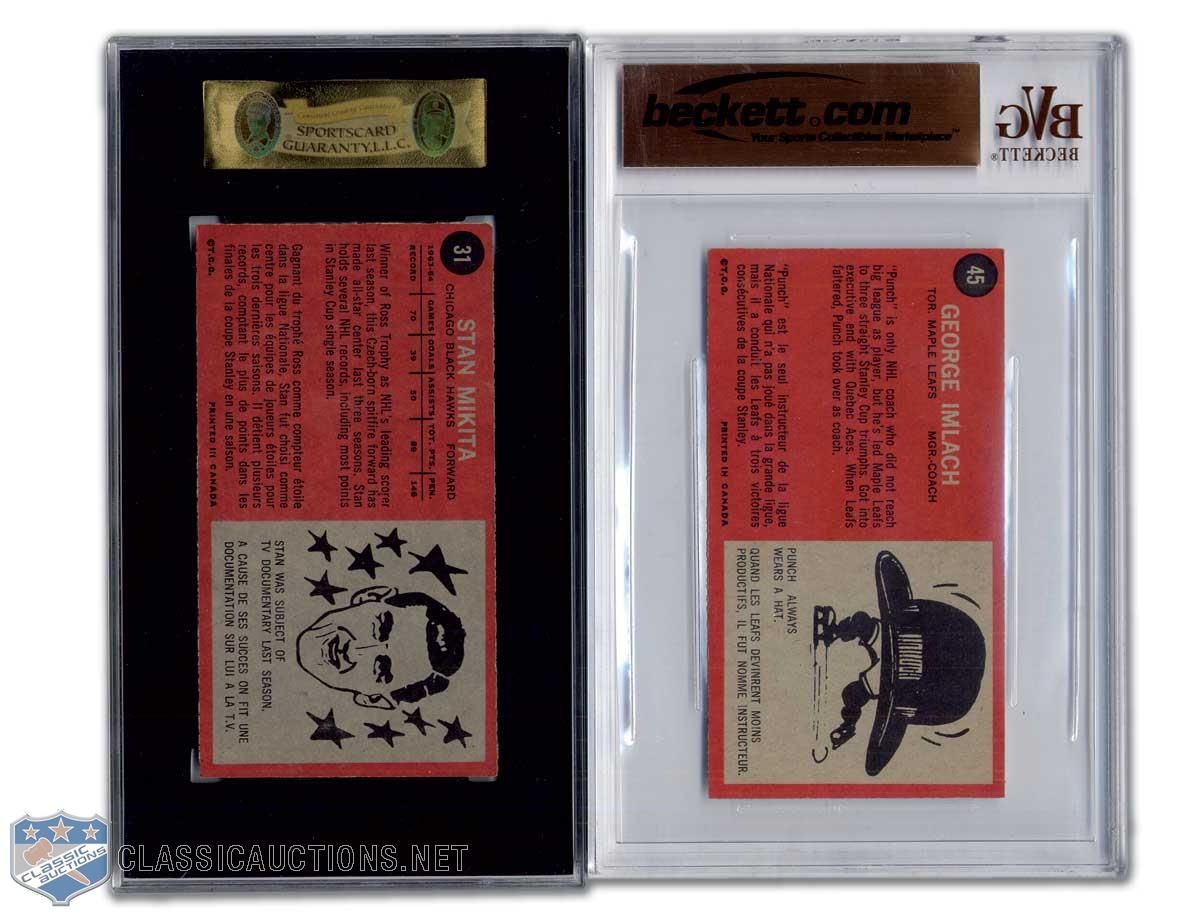 Consistent Grading Guarantee
SPORTSCARD
GUARANTY, L.L.C.
31
STAN MIKITA
CHICAGO BLACK HAWKS FORWARD
1963-64 GAMES GOALS ASSISTS TOT. PTS. PEN.
RECORD 70 39 50 89 146
Winner of Ross Trophy as NHL's leading scorer
last season, this Czech-born spitfire forward has
made all-star center last three seasons. Stan
holds several NHL records, including most points
in Stanley Cup single season.
Gagnant du trophé Ross comme compteur étoile
dans la ligue Nationale, Stan fut choisi comme
centre pour les équipes de joueurs étoiles pour
les trois dernières saisons. Il détient plusieurs
records, comptant le plus de points dans les
finales de la coupe Stanley en une saison.
©T.C.G. PRINTED IN CANADA
STAN WAS SUBJECT OF
TV DOCUMENTARY LAST SEASON.
A CAUSE DE SES SUCCES ON FIT UNE
DOCUMENTATION SUR LUI A LA T.V.
beckett.com
Your Sports Collectibles Marketplace™
BVG
BECKETT®
45
GEORGE IMLACH
TOR. MAPLE LEAFS MGR.-COACH
"Punch" is only NHL coach who did not reach
big league as player, but he's led Maple Leafs
to three straight Stanley Cup triumphs. Got into
executive end with Quebec Aces. When Leafs
faltered, Punch took over as coach.
"Punch" est le seul instructeur de la ligue
Nationale qui n'a pas joué dans la grande ligue,
mais il a conduit les Leafs à trois victoires
consécutives de la coupe Stanley.
©T.C.G. PRINTED IN CANADA
PUNCH ALWAYS
WEARS A HAT.
QUAND LES LEAFS DEVINRENT MOINS
PRODUCTIFS, IL FUT NOMME INSTRUCTEUR.
CLASSIC
AUCTIONS
CLASSICAUCTIONS.NET